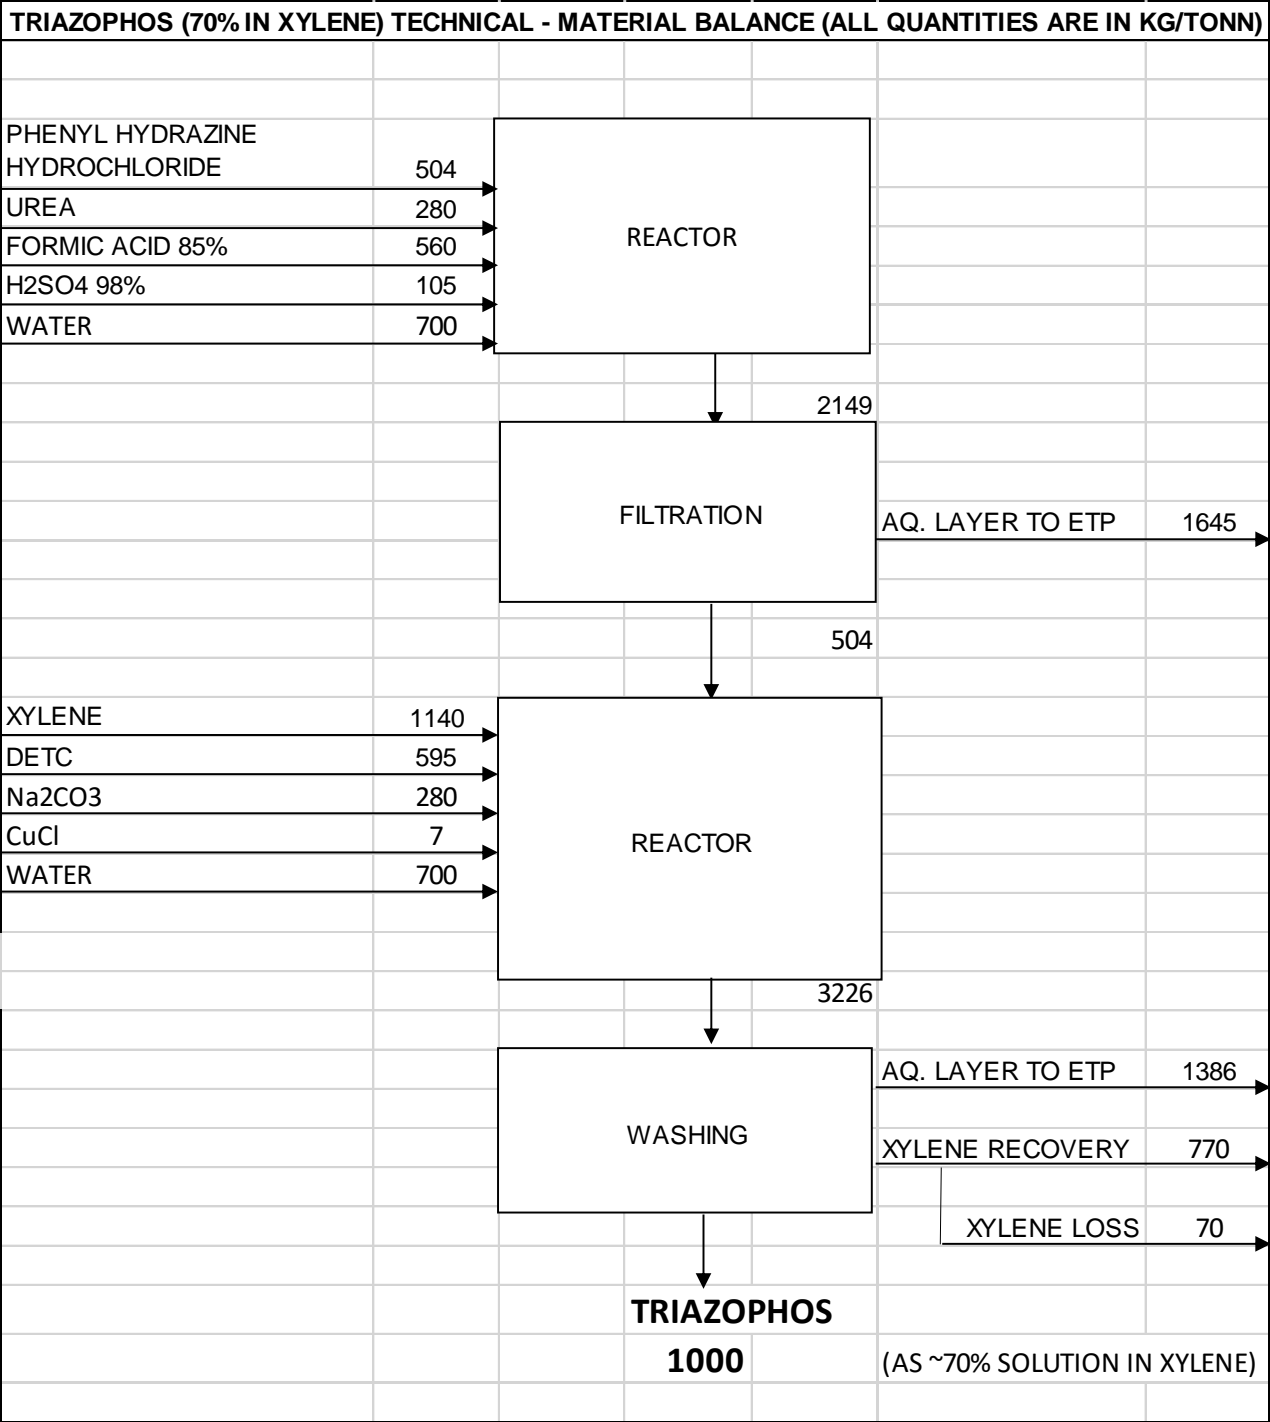 TRIAZOPHOS (70% IN XYLENE) TECHNICAL - MATERIAL BALANCE (ALL QUANTITIES ARE IN KG/TONN)
PHENYL HYDRAZINE
HYDROCHLORIDE 504
UREA 280
FORMIC ACID 85% 560
REACTOR
H2SO4 98% 105
WATER 700
2149
FILTRATION
AQ. LAYER TO ETP 1645
504
XYLENE 1140
DETC 595
Na2CO3 280
CuCl 7
REACTOR
WATER 700
3226
AQ. LAYER TO ETP 1386
WASHING
XYLENE RECOVERY 770
XYLENE LOSS 70
TRIAZOPHOS
1000 (AS ~70% SOLUTION IN XYLENE)